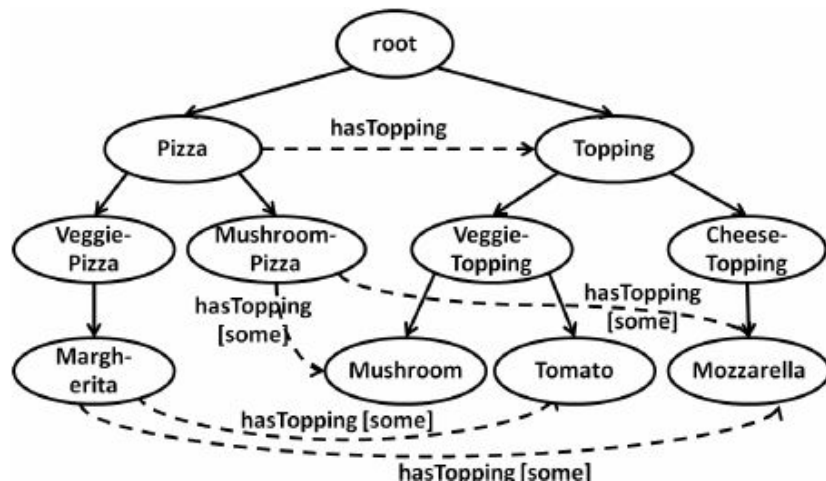 root
hasTopping
Pizza
Topping
Veggie-
Pizza
Mushroom-
Pizza
Veggie-
Topping
Cheese-
Topping
hasTopping
[some]
hasTopping
[some]
Margh-
erita
Mushroom
Tomato
Mozzarella
hasTopping [some]
hasTopping [some]